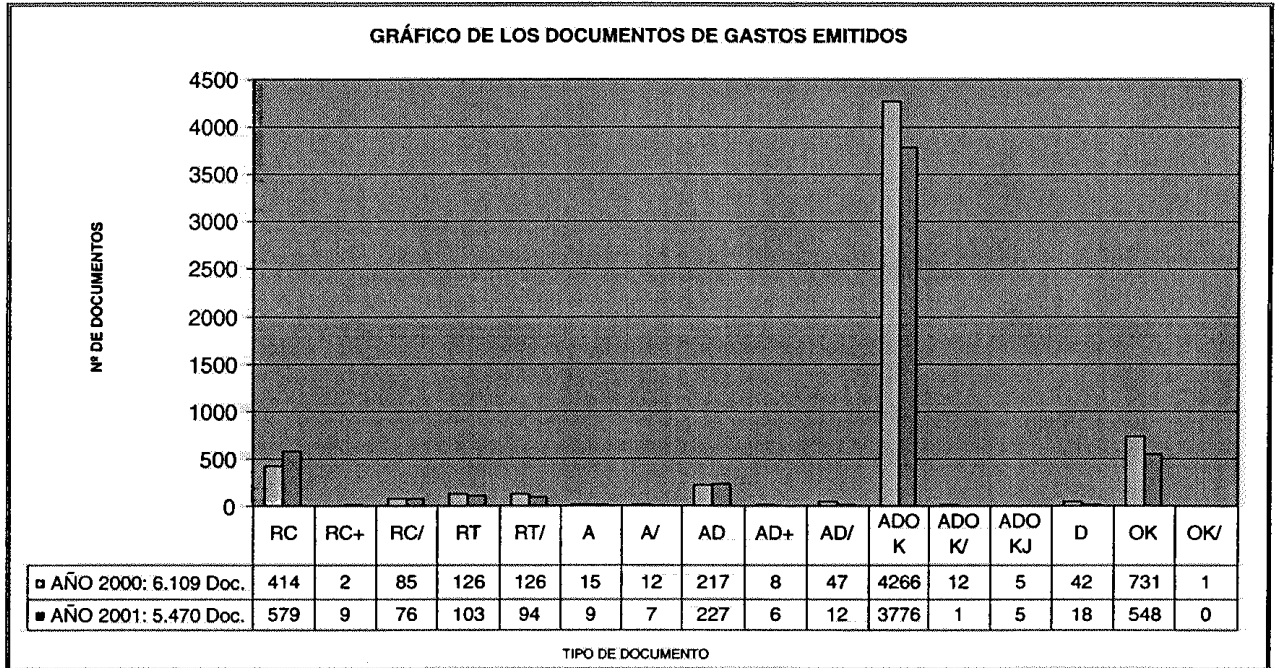 GRÁFICO DE LOS DOCUMENTOS DE GASTOS EMITIDOS
Nº DE DOCUMENTOS
4500
4000
3500
3000
2500
2000
1500
1000
500
0
RC RC+ RC/ RT RT/ A A/ AD AD+ AD/ ADO K ADO K/ ADO KJ D OK OK/
AÑO 2000: 6.109 Doc. 414 2 85 126 126 15 12 217 8 47 4266 12 5 42 731 1
AÑO 2001: 5.470 Doc. 579 9 76 103 94 9 7 227 6 12 3776 1 5 18 548 0
TIPO DE DOCUMENTO